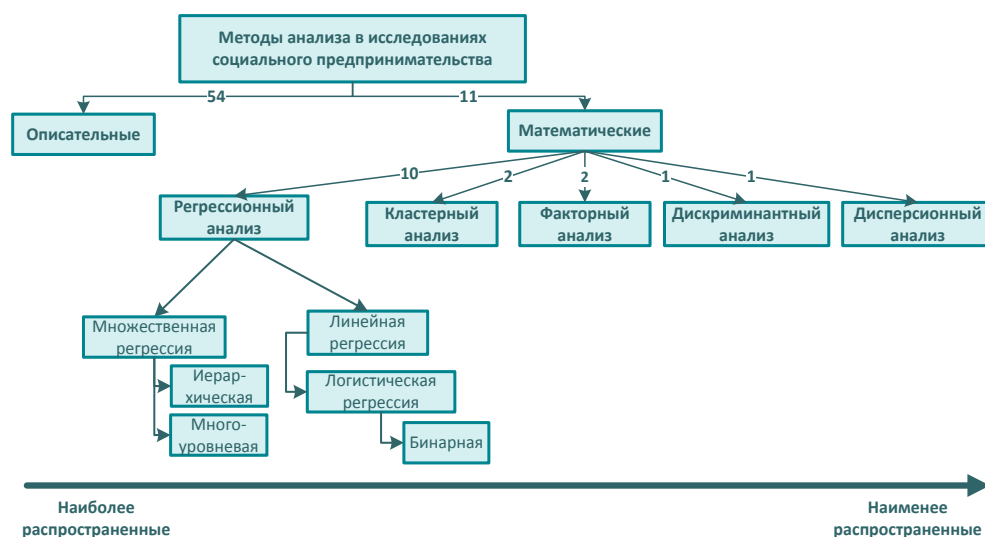 Методы анализа в исследованиях
социального предпринимательства
54
11
Описательные
Математические
10
2
2
1
1
Регрессионный
анализ
Кластерный
анализ
Факторный
анализ
Дискриминантный
анализ
Дисперсионный
анализ
Множественная
регрессия
Линейная
регрессия
Иерар-
хическая
Логистическая
регрессия
Много-
уровневая
Бинарная
Наиболее
распространенные
Наименее
распространенные